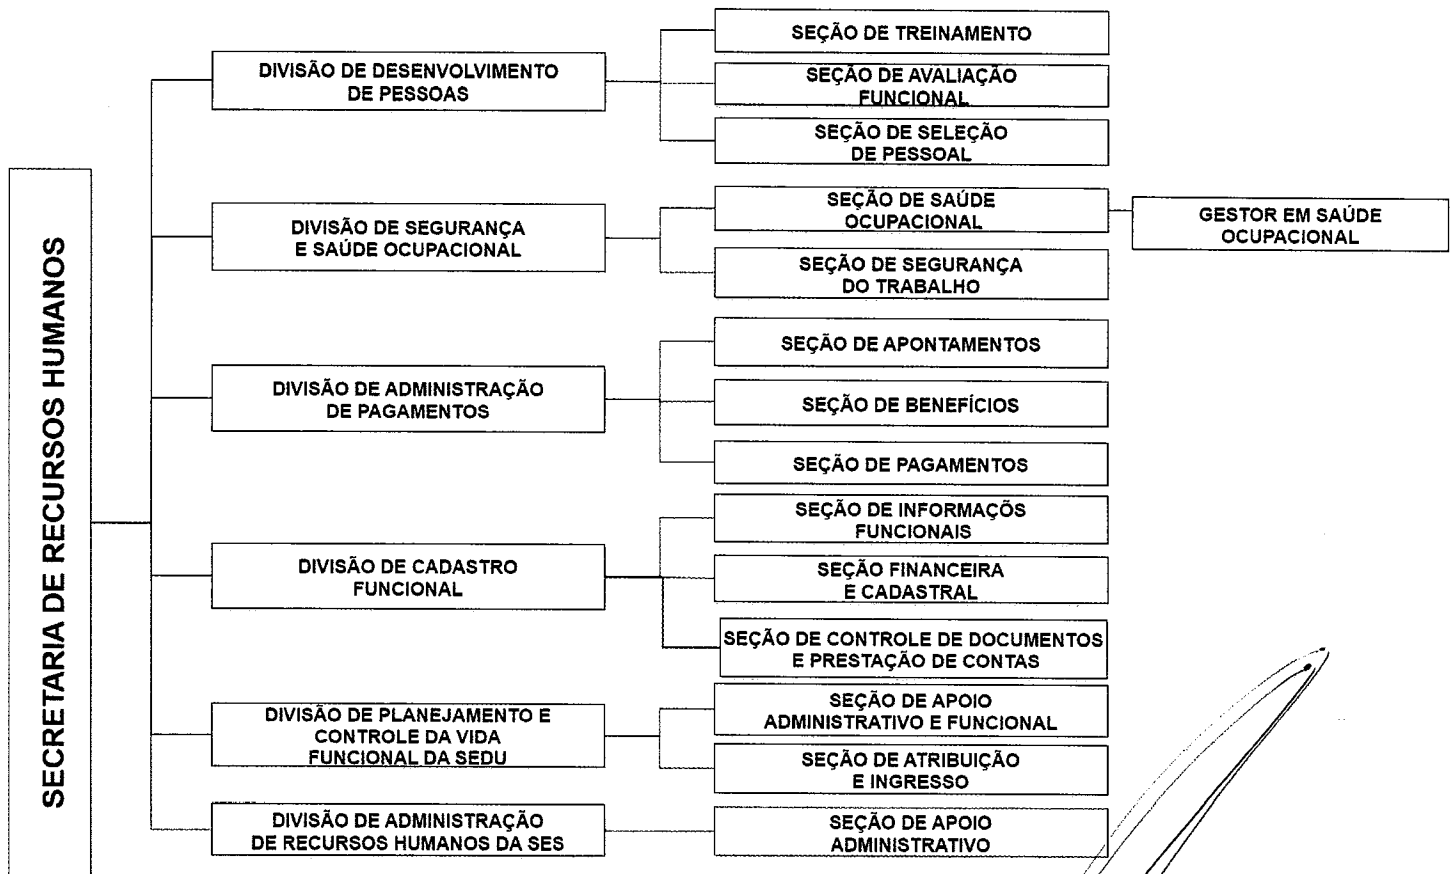 SECRETARIA DE RECURSOS HUMANOS
DIVISÃO DE DESENVOLVIMENTO
DE PESSOAS
SEÇÃO DE TREINAMENTO
SEÇÃO DE AVALIAÇÃO
FUNCIONAL
SEÇÃO DE SELEÇÃO
DE PESSOAL
DIVISÃO DE SEGURANÇA
E SAÚDE OCUPACIONAL
SEÇÃO DE SAÚDE
OCUPACIONAL
GESTOR EM SAÚDE
OCUPACIONAL
SEÇÃO DE SEGURANÇA
DO TRABALHO
DIVISÃO DE ADMINISTRAÇÃO
DE PAGAMENTOS
SEÇÃO DE APONTAMENTOS
SEÇÃO DE BENEFÍCIOS
SEÇÃO DE PAGAMENTOS
DIVISÃO DE CADASTRO
FUNCIONAL
SEÇÃO DE INFORMAÇÕS
FUNCIONAIS
SEÇÃO FINANCEIRA
E CADASTRAL
SEÇÃO DE CONTROLE DE DOCUMENTOS
E PRESTAÇÃO DE CONTAS
DIVISÃO DE PLANEJAMENTO E
CONTROLE DA VIDA
FUNCIONAL DA SEDU
SEÇÃO DE APOIO
ADMINISTRATIVO E FUNCIONAL
SEÇÃO DE ATRIBUIÇÃO
E INGRESSO
DIVISÃO DE ADMINISTRAÇÃO
DE RECURSOS HUMANOS DA SES
SEÇÃO DE APOIO
ADMINISTRATIVO